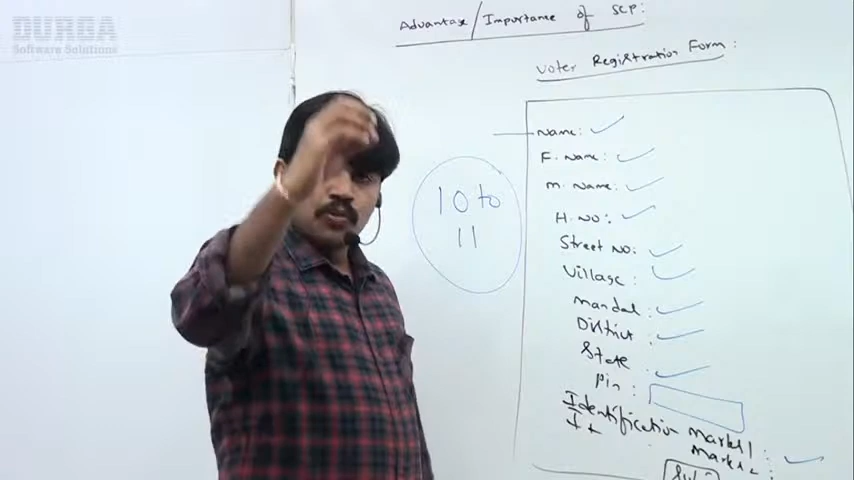 DURGA
Software Solutions
Advantage / Importance of SCP:
Voter Registration Form:
Name:
F. Name:
M. Name:
H. No:
Street No:
Village:
Mandal:
District:
State:
Pin:
Identification mark1:
mark2:
10 to
11